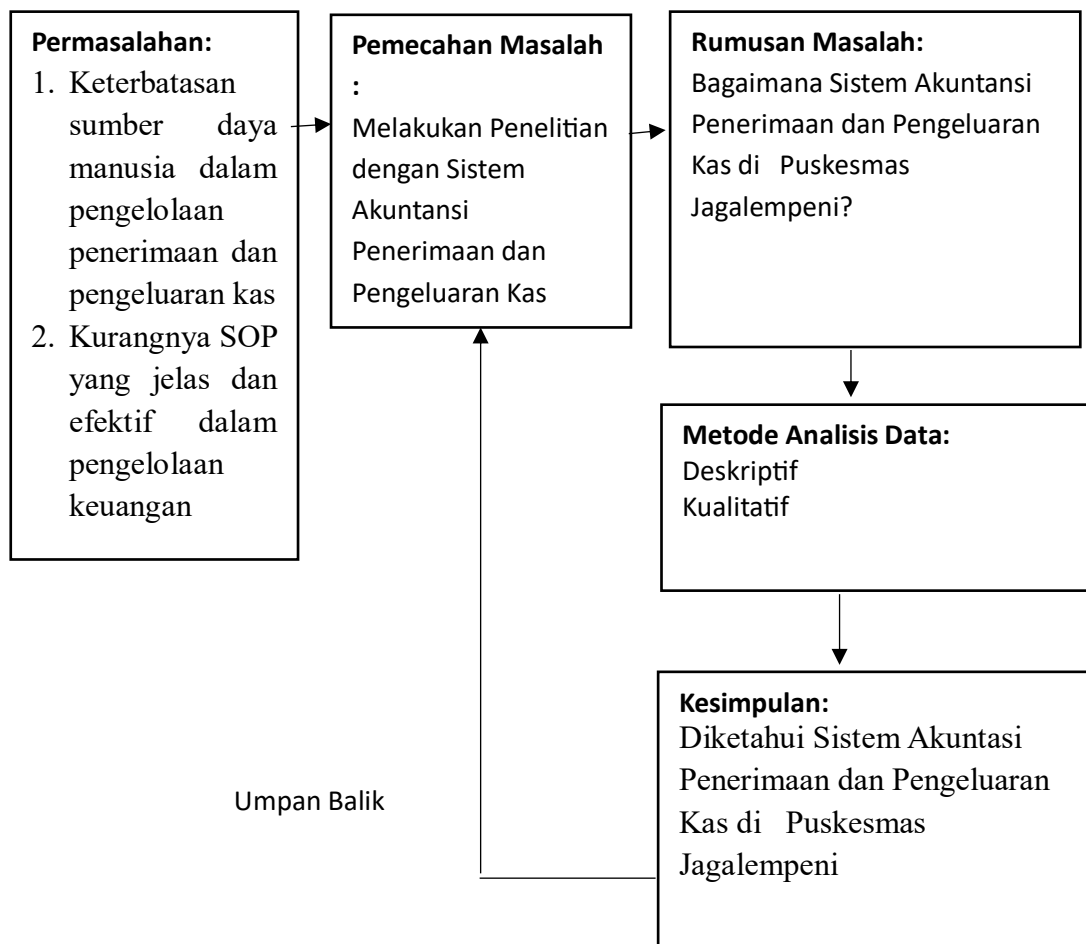 Permasalahan:
1. Keterbatasan
sumber daya
manusia dalam
pengelolaan
penerimaan dan
pengeluaran kas
2. Kurangnya SOP
yang jelas dan
efektif dalam
pengelolaan
keuangan
Pemecahan Masalah
:
Melakukan Penelitian
dengan Sistem
Akuntansi
Penerimaan dan
Pengeluaran Kas
Rumusan Masalah:
Bagaimana Sistem Akuntansi
Penerimaan dan Pengeluaran
Kas di Puskesmas
Jagalempeni?
Metode Analisis Data:
Deskriptif
Kualitatif
Kesimpulan:
Diketahui Sistem Akuntasi
Penerimaan dan Pengeluaran
Kas di Puskesmas
Jagalempeni
Umpan Balik